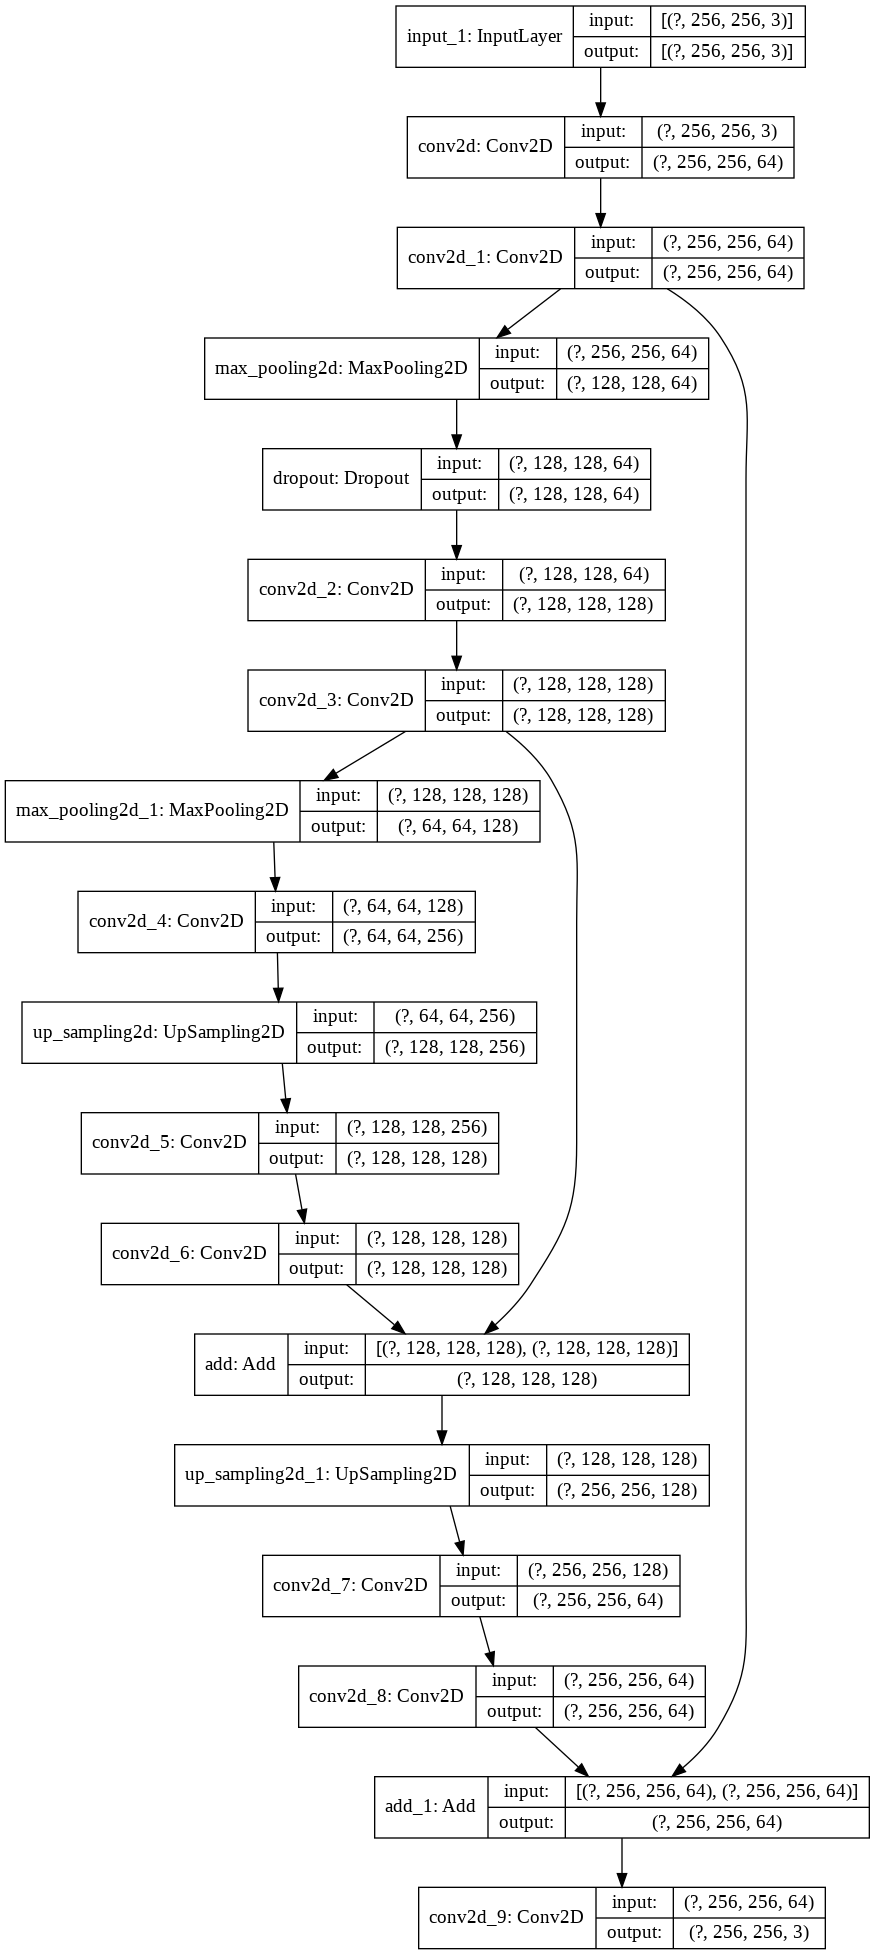 input_1: InputLayer
input: [(?, 256, 256, 3)]
output: [(?, 256, 256, 3)]
conv2d: Conv2D
input: (?, 256, 256, 3)
output: (?, 256, 256, 64)
conv2d_1: Conv2D
input: (?, 256, 256, 64)
output: (?, 256, 256, 64)
max_pooling2d: MaxPooling2D
input: (?, 256, 256, 64)
output: (?, 128, 128, 64)
dropout: Dropout
input: (?, 128, 128, 64)
output: (?, 128, 128, 64)
conv2d_2: Conv2D
input: (?, 128, 128, 64)
output: (?, 128, 128, 128)
conv2d_3: Conv2D
input: (?, 128, 128, 128)
output: (?, 128, 128, 128)
max_pooling2d_1: MaxPooling2D
input: (?, 128, 128, 128)
output: (?, 64, 64, 128)
conv2d_4: Conv2D
input: (?, 64, 64, 128)
output: (?, 64, 64, 256)
up_sampling2d: UpSampling2D
input: (?, 64, 64, 256)
output: (?, 128, 128, 256)
conv2d_5: Conv2D
input: (?, 128, 128, 256)
output: (?, 128, 128, 128)
conv2d_6: Conv2D
input: (?, 128, 128, 128)
output: (?, 128, 128, 128)
add: Add
input: [(?, 128, 128, 128), (?, 128, 128, 128)]
output: (?, 128, 128, 128)
up_sampling2d_1: UpSampling2D
input: (?, 128, 128, 128)
output: (?, 256, 256, 128)
conv2d_7: Conv2D
input: (?, 256, 256, 128)
output: (?, 256, 256, 64)
conv2d_8: Conv2D
input: (?, 256, 256, 64)
output: (?, 256, 256, 64)
add_1: Add
input: [(?, 256, 256, 64), (?, 256, 256, 64)]
output: (?, 256, 256, 64)
conv2d_9: Conv2D
input: (?, 256, 256, 64)
output: (?, 256, 256, 3)